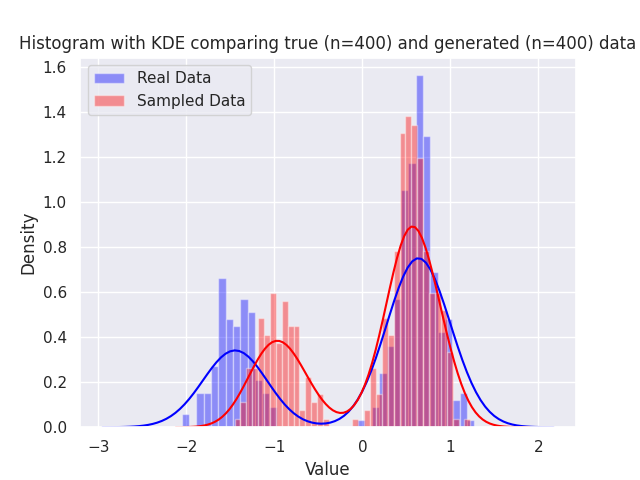 Histogram with KDE comparing true (n=400) and generated (n=400) data
Real Data
Sampled Data
Density
1.6
1.4
1.2
1.0
0.8
0.6
0.4
0.2
0.0
−3 −2 −1 0 1 2
Value